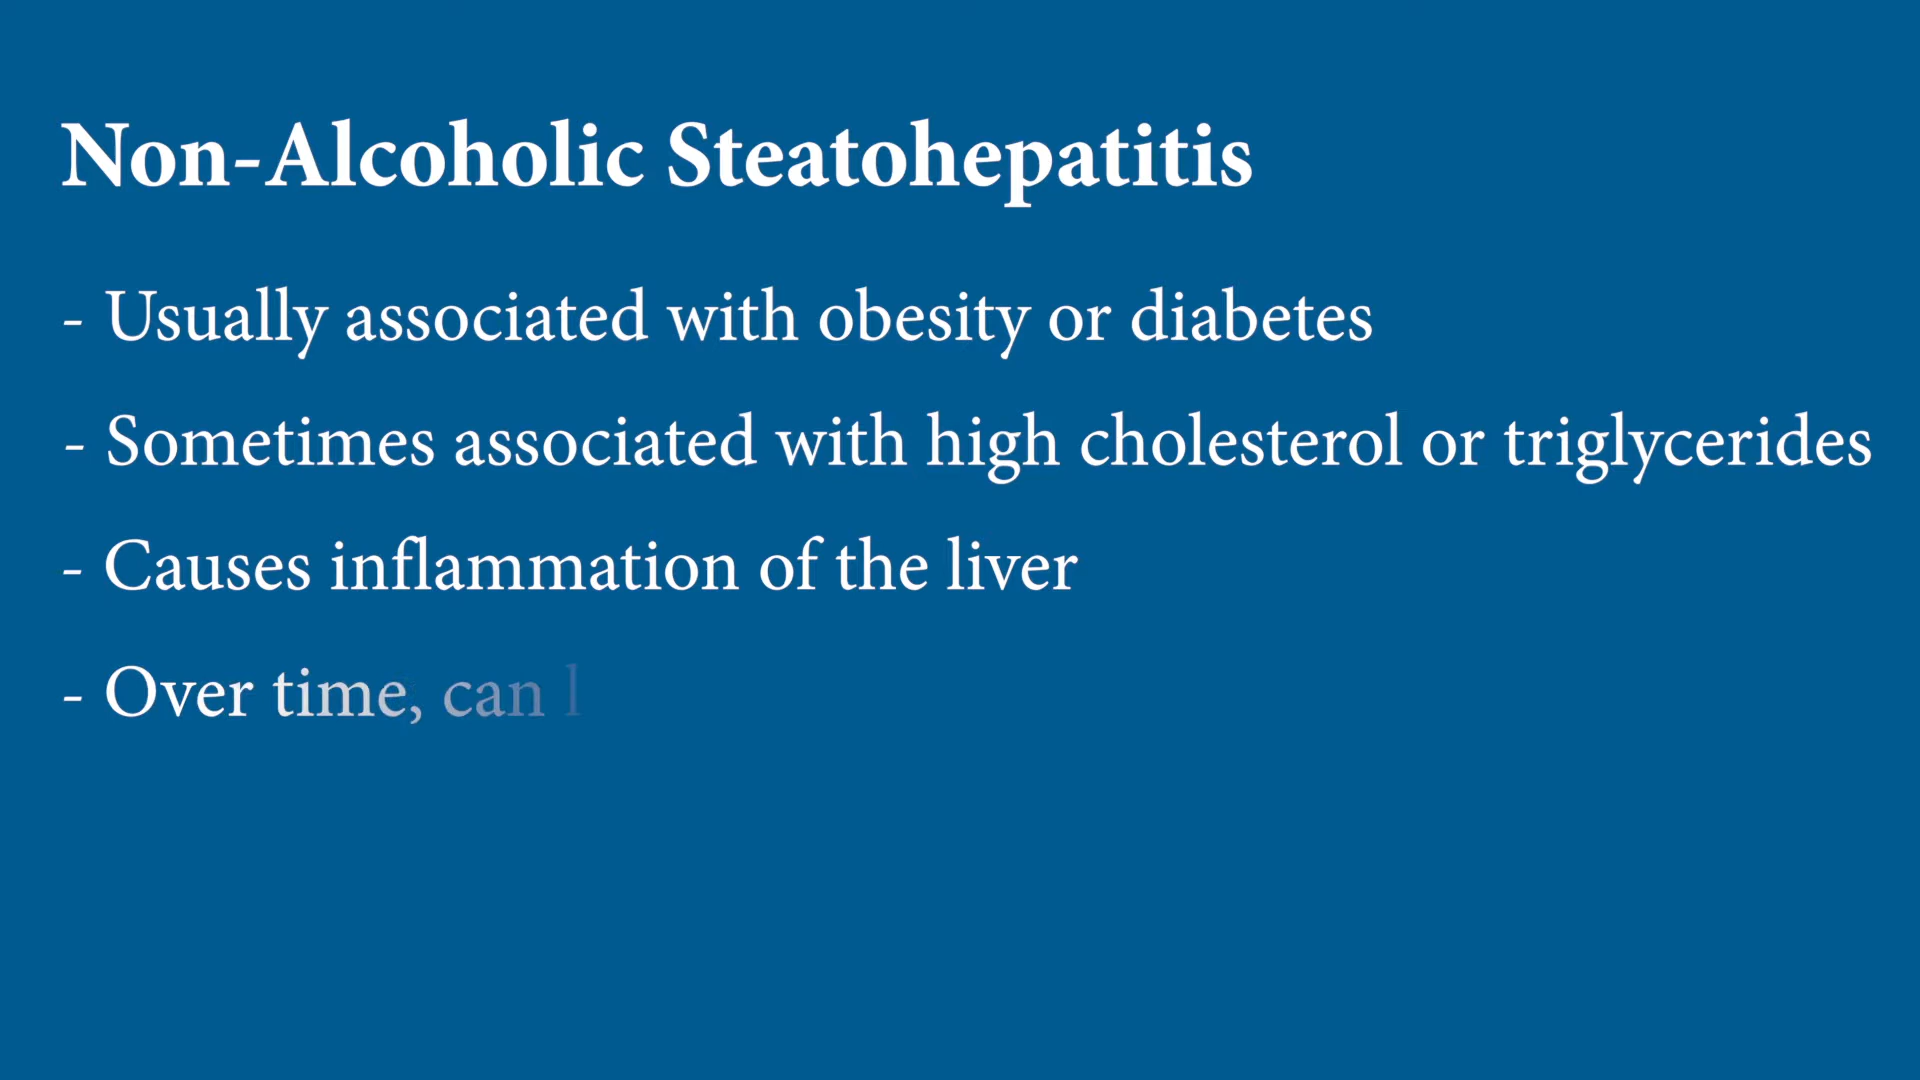 Non-Alcoholic Steatohepatitis
- Usually associated with obesity or diabetes
- Sometimes associated with high cholesterol or triglycerides
- Causes inflammation of the liver
- Over time, can l